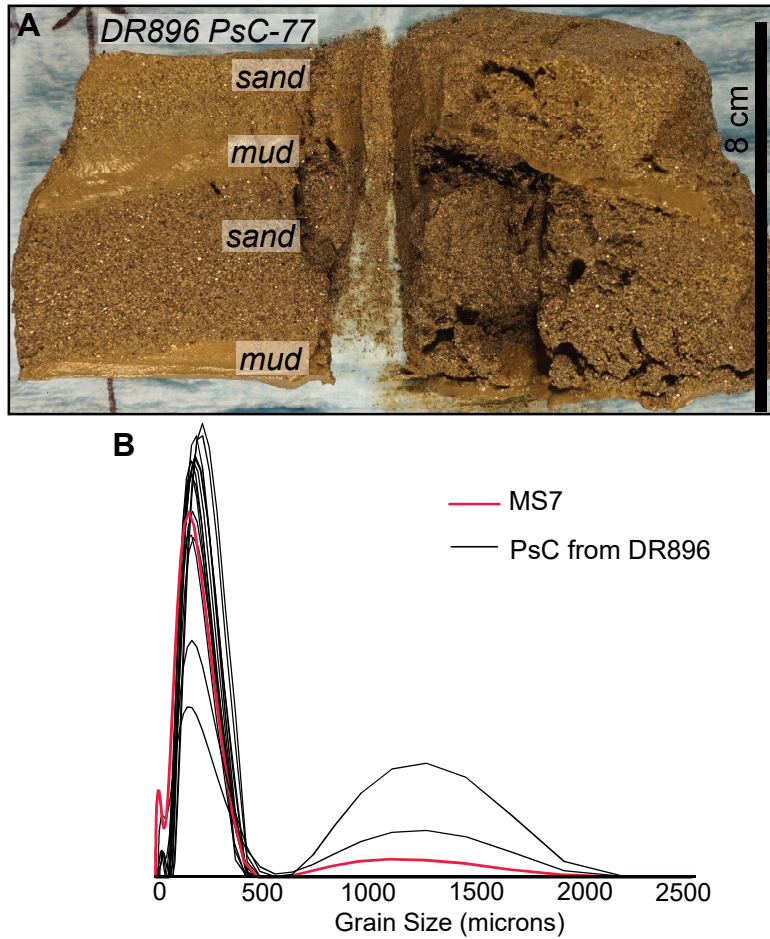 A
DR896 PsC-77
sand
mud
sand
mud
8 cm
B
MS7
PsC from DR896
0 500 1000 1500 2000 2500
Grain Size (microns)